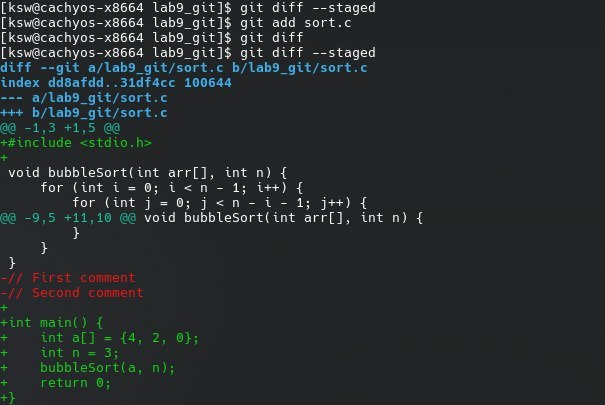 [ksw@cachyos-x8664 lab9_git]$ git diff --staged
[ksw@cachyos-x8664 lab9_git]$ git add sort.c
[ksw@cachyos-x8664 lab9_git]$ git diff
[ksw@cachyos-x8664 lab9_git]$ git diff --staged
diff --git a/lab9_git/sort.c b/lab9_git/sort.c
index dd8afdd..31df4cc 100644
--- a/lab9_git/sort.c
+++ b/lab9_git/sort.c
@@ -1,3 +1,5 @@
+#include <stdio.h>
+
 void bubbleSort(int arr[], int n) {
     for (int i = 0; i < n - 1; i++) {
         for (int j = 0; j < n - i - 1; j++) {
@@ -9,5 +11,10 @@ void bubbleSort(int arr[], int n) {
         }
     }
 }
-// First comment
-// Second comment
+
+int main() {
+    int a[] = {4, 2, 0};
+    int n = 3;
+    bubbleSort(a, n);
+    return 0;
+}